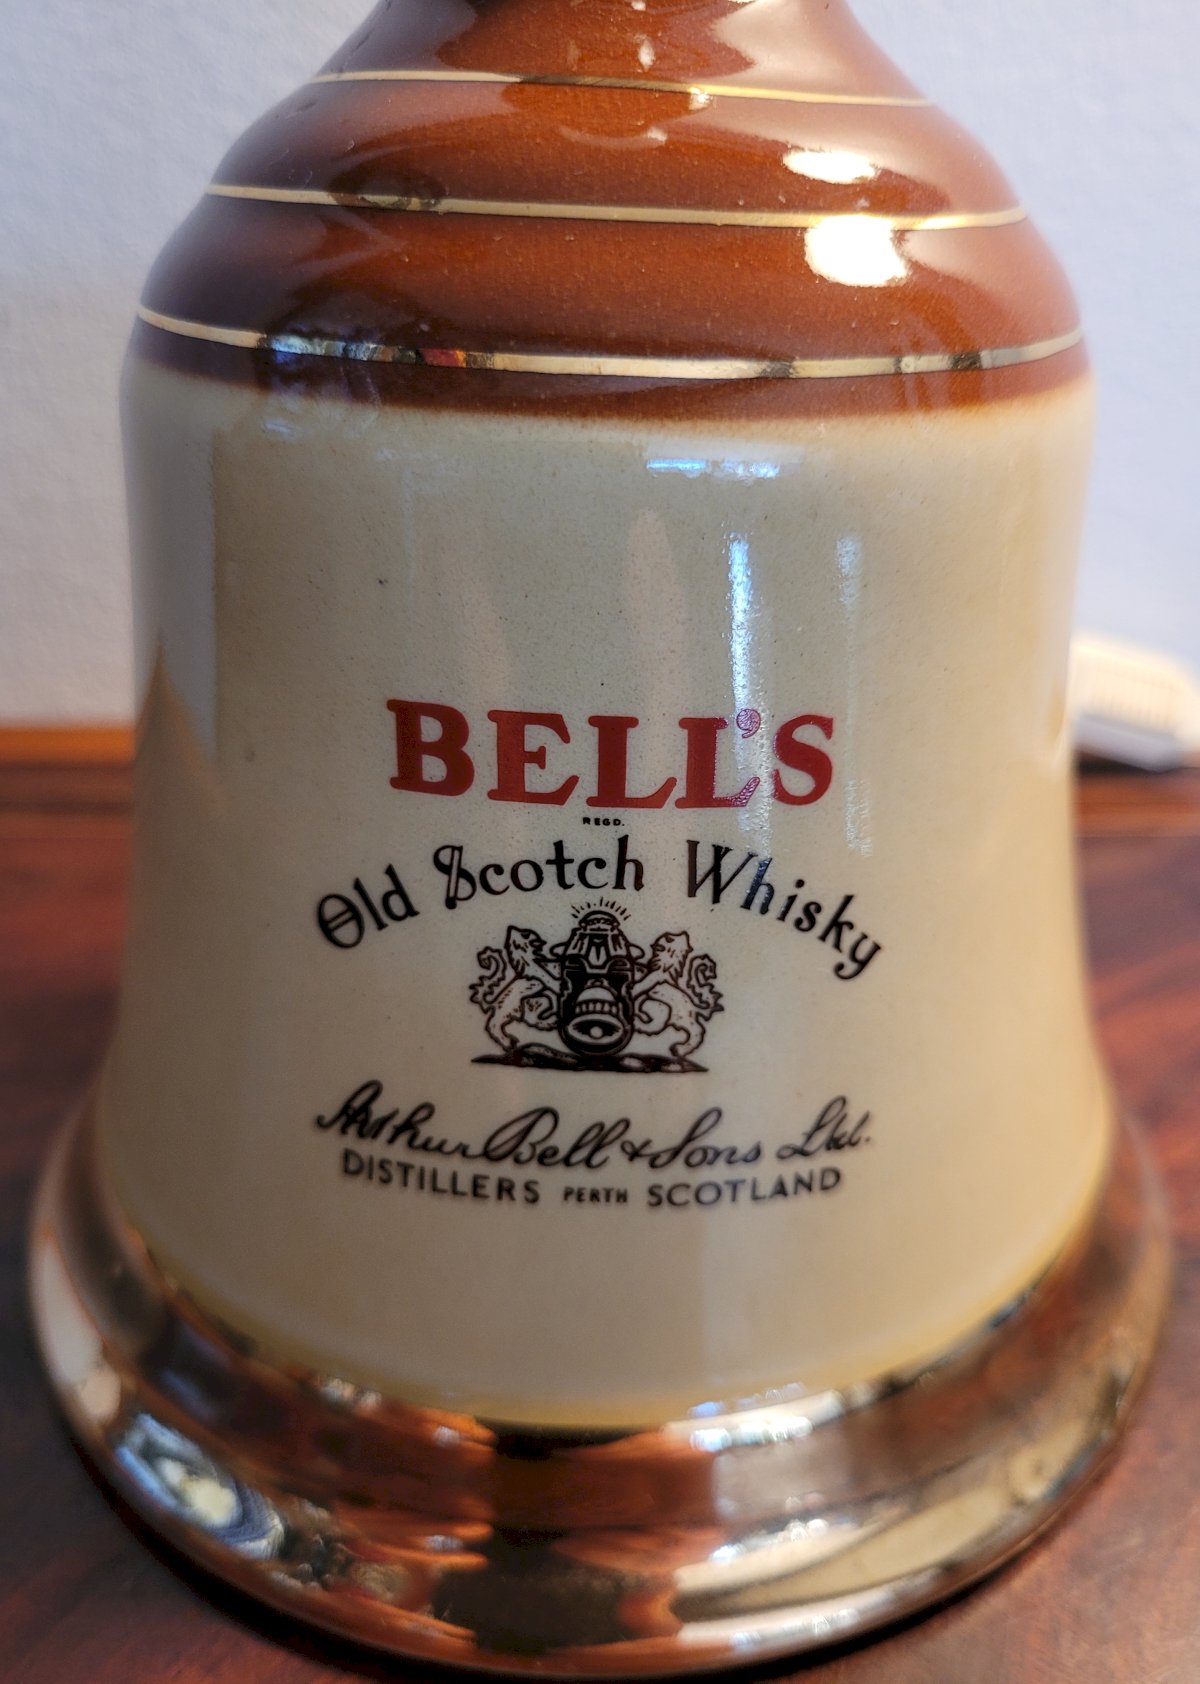 BELL'S
REGD.
Old Scotch Whisky
Arthur Bell & Sons Ltd.
DISTILLERS PERTH SCOTLAND